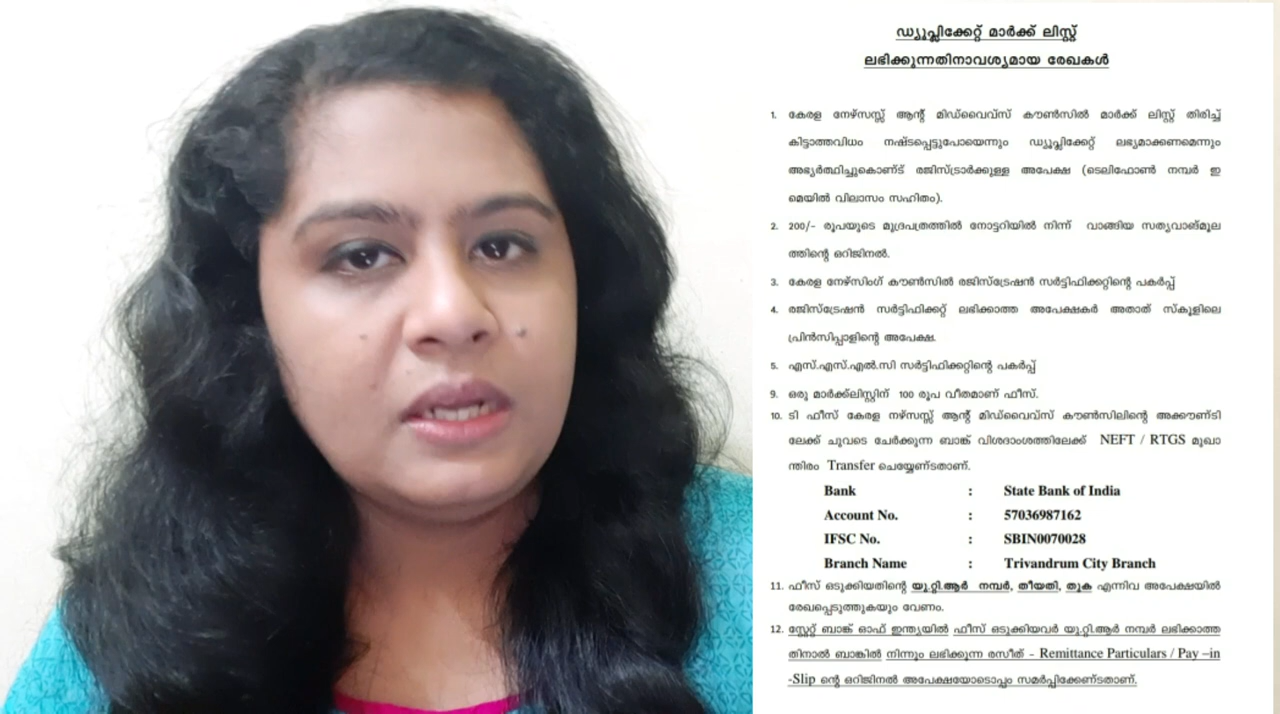 ഡ്യൂപ്ലിക്കേറ്റ് മാർക്ക് ലിസ്റ്റ്
ലഭിക്കുന്നതിനാവശ്യമായ രേഖകൾ
1. കേരള നേഴ്സസ്സ് ആന്റ് മിഡ്‌വൈവ്സ് കൗൺസിൽ മാർക്ക് ലിസ്റ്റ് തിരിച്ച്
കിട്ടാത്തവിധം നഷ്ടപ്പെട്ടുപോയെന്നും ഡ്യൂപ്ലിക്കേറ്റ് ലഭ്യമാക്കണമെന്നും
അഭ്യർത്ഥിച്ചുകൊണ്ട് രജിസ്ട്രാർക്കുള്ള അപേക്ഷ (ടെലിഫോൺ നമ്പർ ഇ
മെയിൽ വിലാസം സഹിതം).
2. 200/- രൂപയുടെ മുദ്രപത്രത്തിൽ നോട്ടറിയിൽ നിന്ന് വാങ്ങിയ സത്യവാങ്മൂല
ത്തിന്റെ ഒറിജിനൽ.
3. കേരള നേഴ്സിംഗ് കൗൺസിൽ രജിസ്ട്രേഷൻ സർട്ടിഫിക്കറ്റിന്റെ പകർപ്പ്
4. രജിസ്ട്രേഷൻ സർട്ടിഫിക്കറ്റ് ലഭിക്കാത്ത അപേക്ഷകർ അതാത് സ്കൂളിലെ
പ്രിൻസിപ്പാളിന്റെ അപേക്ഷ.
5. എസ്.എസ്.എൽ.സി സർട്ടിഫിക്കറ്റിന്റെ പകർപ്പ്
9. ഒരു മാർക്ക്‌ലിസ്റ്റിന് 100 രൂപ വീതമാണ് ഫീസ്.
10. ടി ഫീസ് കേരള നഴ്സസ്സ് ആന്റ് മിഡ്‌വൈവ്സ് കൗൺസിലിന്റെ അക്കൗണ്ടി
ലേക്ക് ചുവടെ ചേർക്കുന്ന ബാങ്ക് വിശദാംശത്തിലേക്ക് NEFT / RTGS മുഖാ
ന്തിരം Transfer ചെയ്യേണ്ടതാണ്.
Bank : State Bank of India
Account No. : 57036987162
IFSC No. : SBIN0070028
Branch Name : Trivandrum City Branch
11. ഫീസ് ഒടുക്കിയതിന്റെ യൂ.റ്റി.ആർ നമ്പർ, തീയതി, തുക എന്നിവ അപേക്ഷയിൽ
രേഖപ്പെടുത്തുകയും വേണം.
12. സ്റ്റേറ്റ് ബാങ്ക് ഓഫ് ഇന്ത്യയിൽ ഫീസ് ഒടുക്കിയവർ യു.റ്റി.ആർ നമ്പർ ലഭിക്കാത്ത
തിനാൽ ബാങ്കിൽ നിന്നും ലഭിക്കുന്ന രസീത് - Remittance Particulars / Pay –in
-Slip ന്റെ ഒറിജിനൽ അപേക്ഷയോടൊപ്പം സമർപ്പിക്കേണ്ടതാണ്.